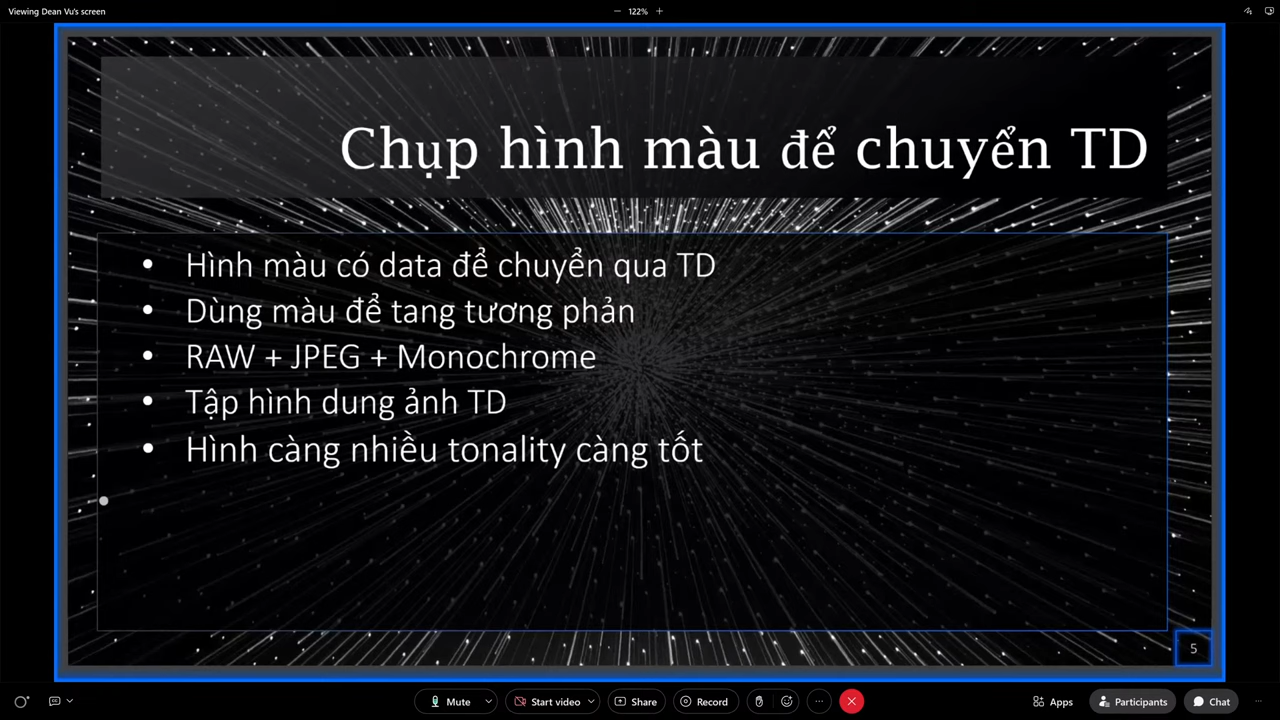 Viewing Dean Vu's screen
122%
Chụp hình màu để chuyển TD
Hình màu có data để chuyển qua TD
Dùng màu để tang tương phản
RAW + JPEG + Monochrome
Tập hình dung ảnh TD
Hình càng nhiều tonality càng tốt
5
Mute
Start video
Share
Record
Apps
Participants
Chat